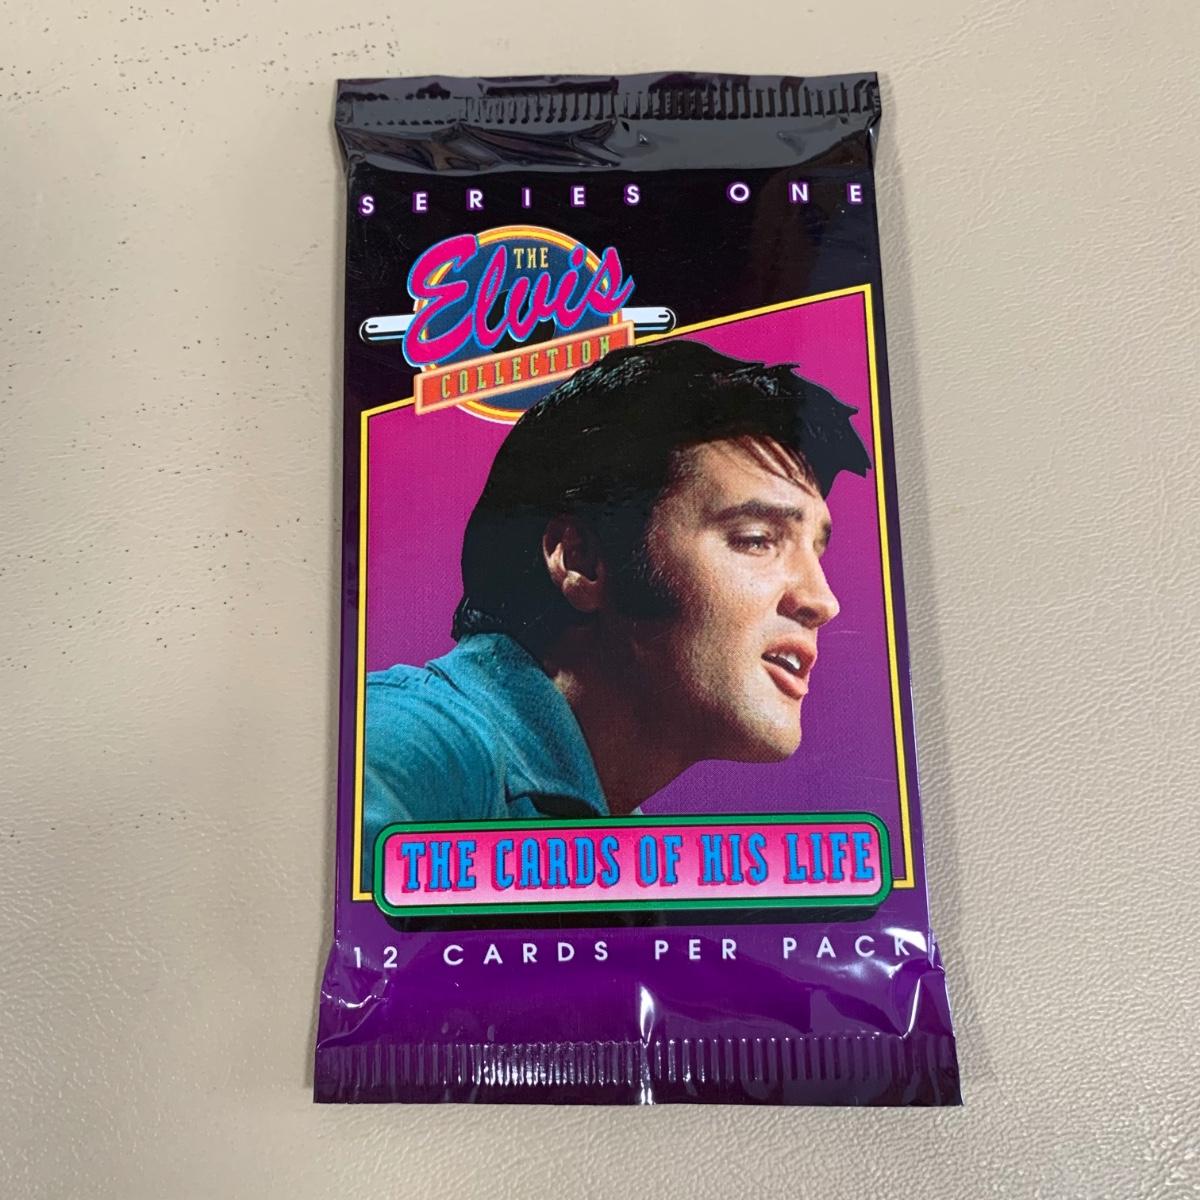 SERIES ONE
THE
Elvis
COLLECTION
THE CARDS OF HIS LIFE
12 CARDS PER PACK